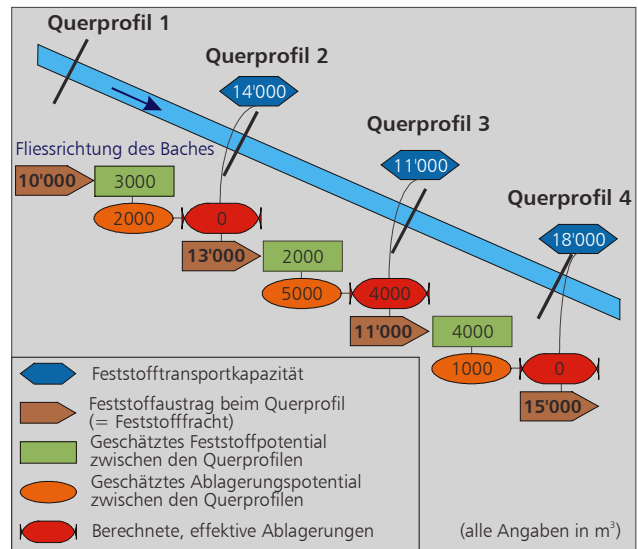 Querprofil 1
Querprofil 2
14'000
Querprofil 3
11'000
Querprofil 4
18'000
Fliessrichtung des Baches
10'000
3000
2000
0
13'000
2000
5000
4000
11'000
4000
1000
0
15'000
Feststofftransportkapazität
Feststoffaustrag beim Querprofil
(= Feststofffracht)
Geschätztes Feststoffpotential
zwischen den Querprofilen
Geschätztes Ablagerungspotential
zwischen den Querprofilen
Berechnete, effektive Ablagerungen
(alle Angaben in m³)